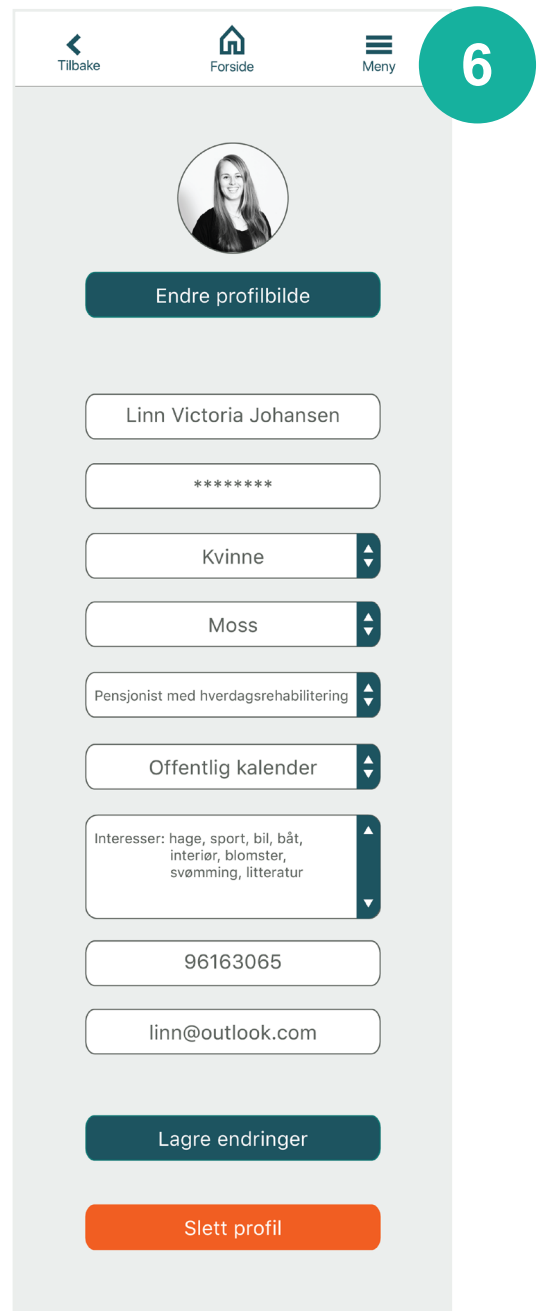 Tilbake
Forside
Meny
6
Endre profilbilde
Linn Victoria Johansen
********
Kvinne
Moss
Pensjonist med hverdagsrehabilitering
Offentlig kalender
Interesser: hage, sport, bil, båt,
interiør, blomster,
svømming, litteratur
96163065
linn@outlook.com
Lagre endringer
Slett profil